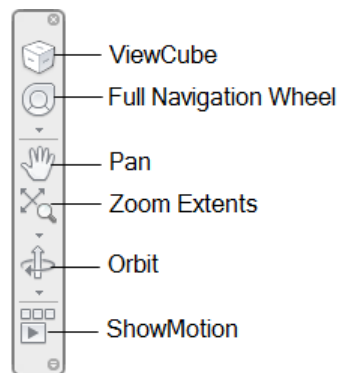 ViewCube
Full Navigation Wheel
Pan
Zoom Extents
Orbit
ShowMotion